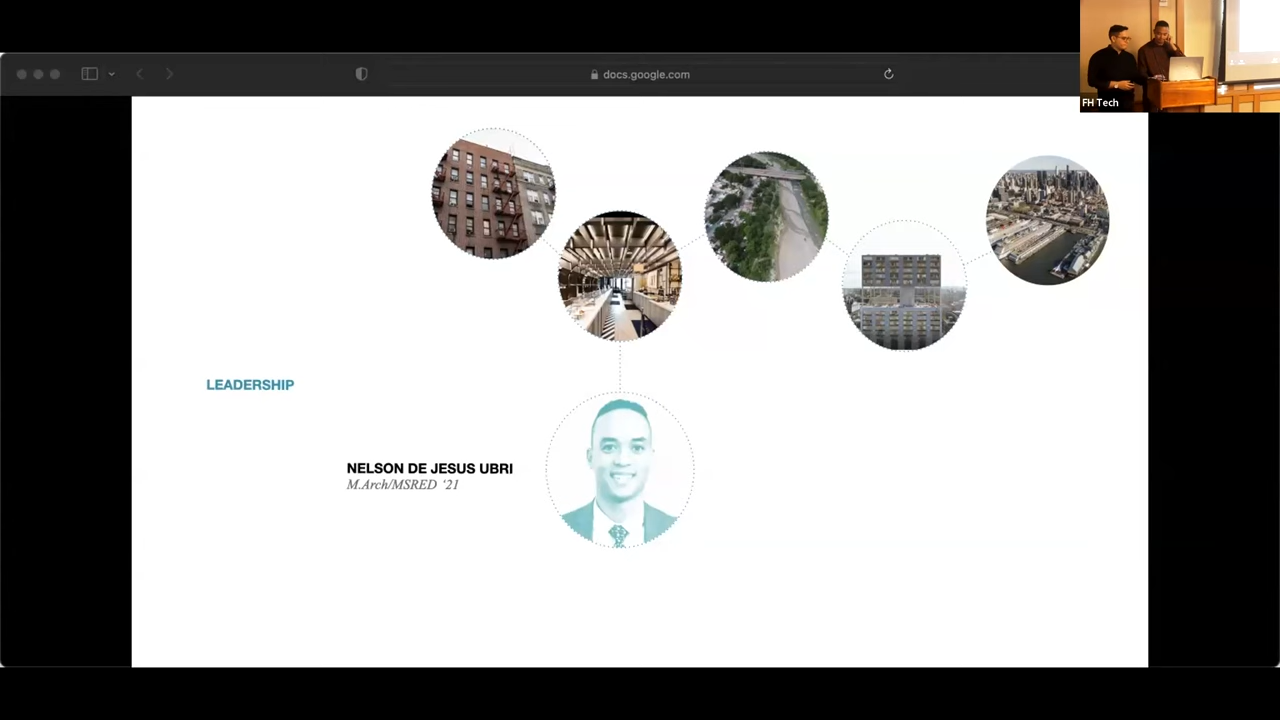 docs.google.com
FH Tech
LEADERSHIP
NELSON DE JESUS UBRI
M.Arch/MSRED ‘21